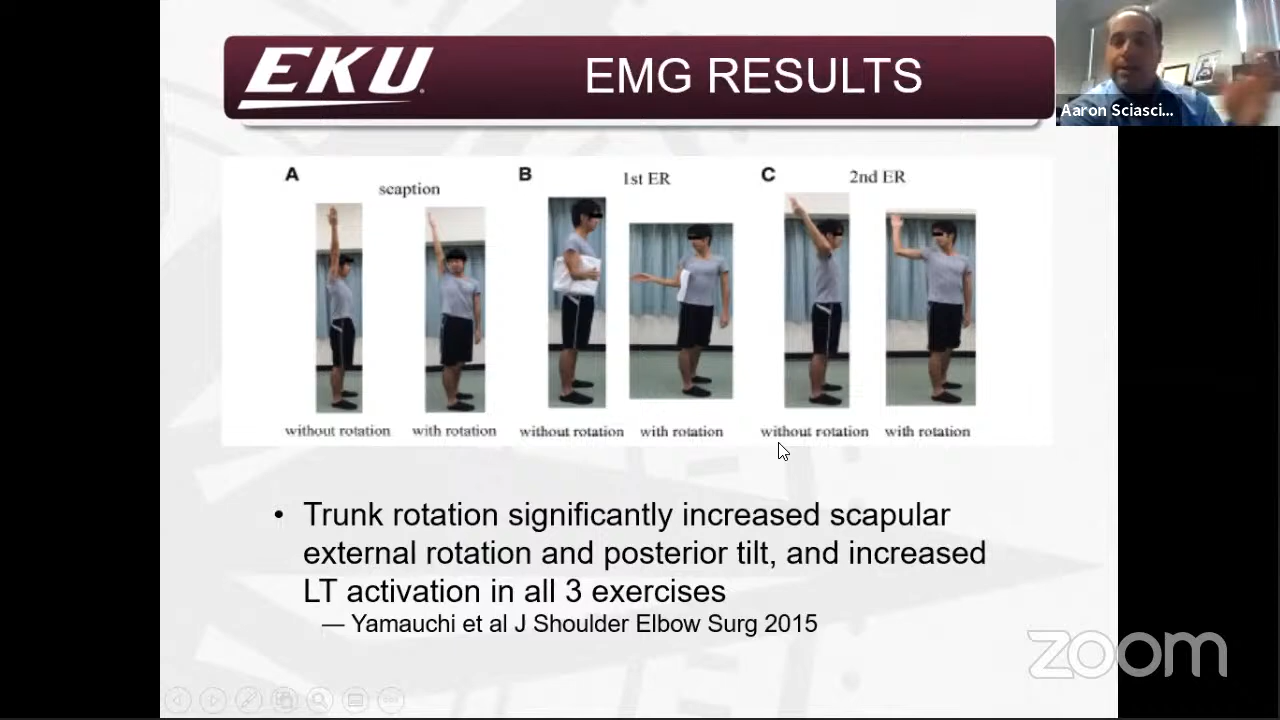 EKU
EMG RESULTS
Aaron Sciasci...
A
scaption
B
1st ER
C
2nd ER
without rotation
with rotation
without rotation
with rotation
without rotation
with rotation
• Trunk rotation significantly increased scapular
external rotation and posterior tilt, and increased
LT activation in all 3 exercises
— Yamauchi et al J Shoulder Elbow Surg 2015
zoom